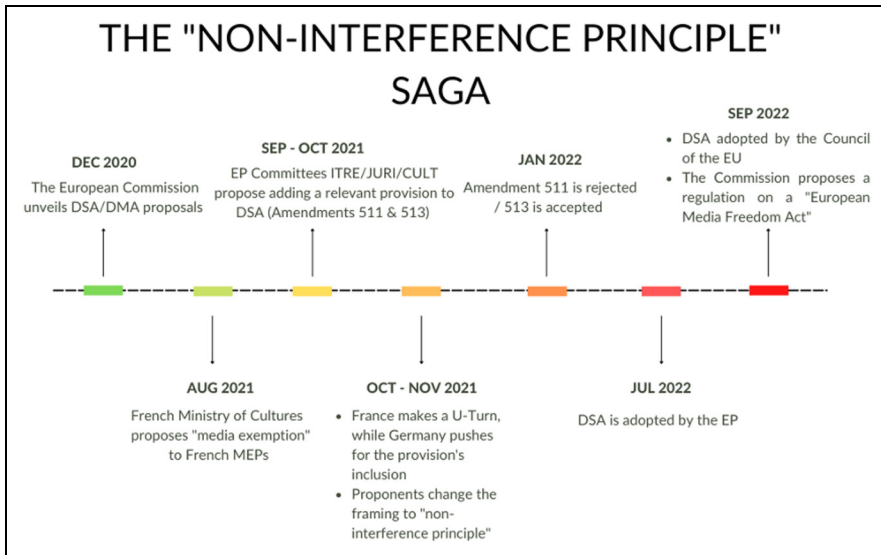 THE "NON-INTERFERENCE PRINCIPLE"
SAGA
DEC 2020
The European Commission
unveils DSA/DMA proposals
AUG 2021
French Ministry of Cultures
proposes "media exemption"
to French MEPs
SEP - OCT 2021
EP Committees ITRE/JURI/CULT
propose adding a relevant provision to
DSA (Amendments 511 & 513)
OCT - NOV 2021
• France makes a U-Turn,
while Germany pushes
for the provision's
inclusion
• Proponents change the
framing to "non-
interference principle"
JAN 2022
Amendment 511 is rejected
/ 513 is accepted
JUL 2022
DSA is adopted by the EP
SEP 2022
• DSA adopted by the Council
of the EU
• The Commission proposes a
regulation on a "European
Media Freedom Act"